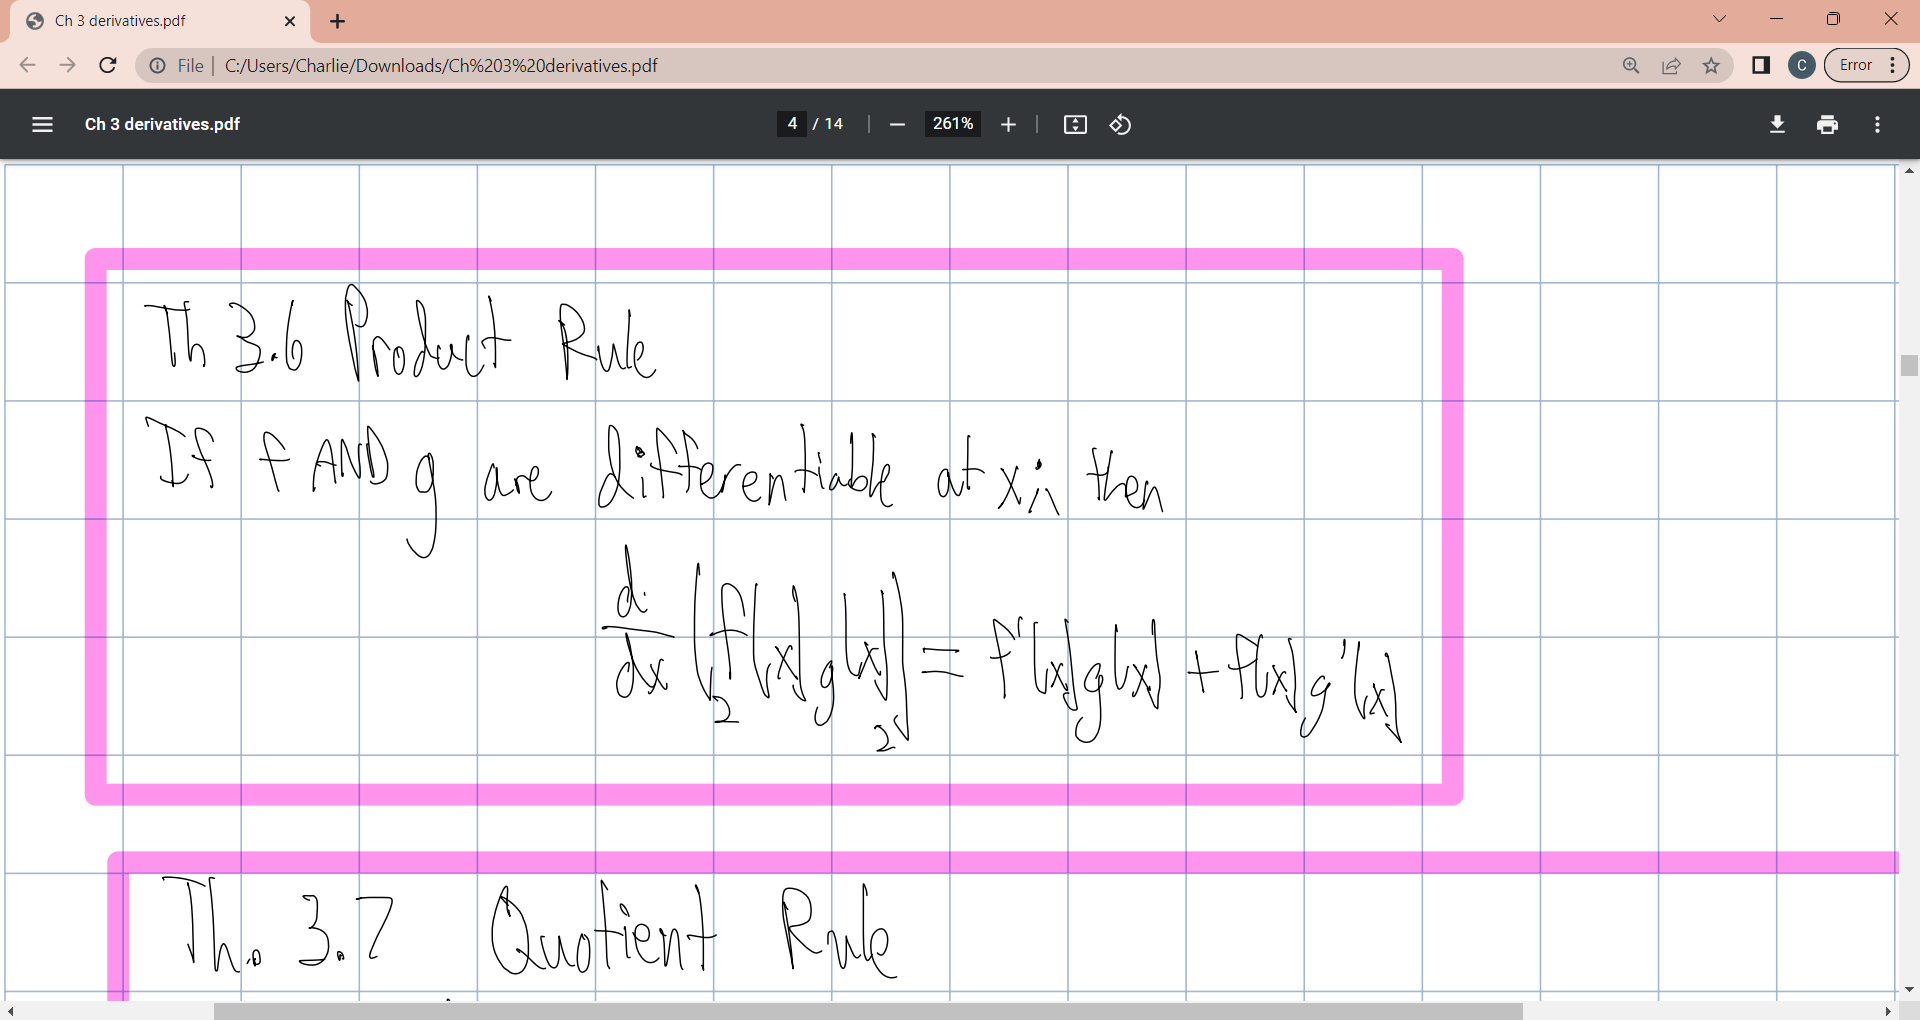 Ch 3 derivatives.pdf
File | C:/Users/Charlie/Downloads/Ch%203%20derivatives.pdf C Error
Ch 3 derivatives.pdf 4 / 14 | — 261% + |
Th 3.6 Product Rule
If f AND g are differentiable at x, then
d/dx (f(x)g(x)) = f'(x)g(x) + f(x)g'(x)
Th. 3.7 Quotient Rule